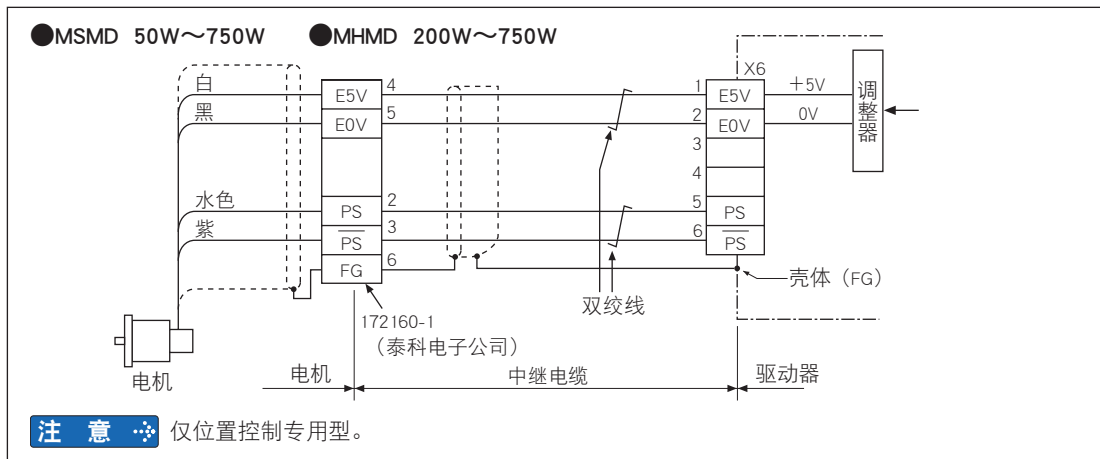 ●MSMD 50W～750W ●MHMD 200W～750W
X6
白 E5V 4 1 E5V ＋5V 调整器
黑 E0V 5 2 E0V 0V
3
4
水色 PS 2 5 PS
紫 P̅S̅ 3 6 P̅S̅
FG 6
壳体（FG）
双绞线
172160-1
（泰科电子公司）
电机
电机 中继电缆 驱动器
注 意 仅位置控制专用型。